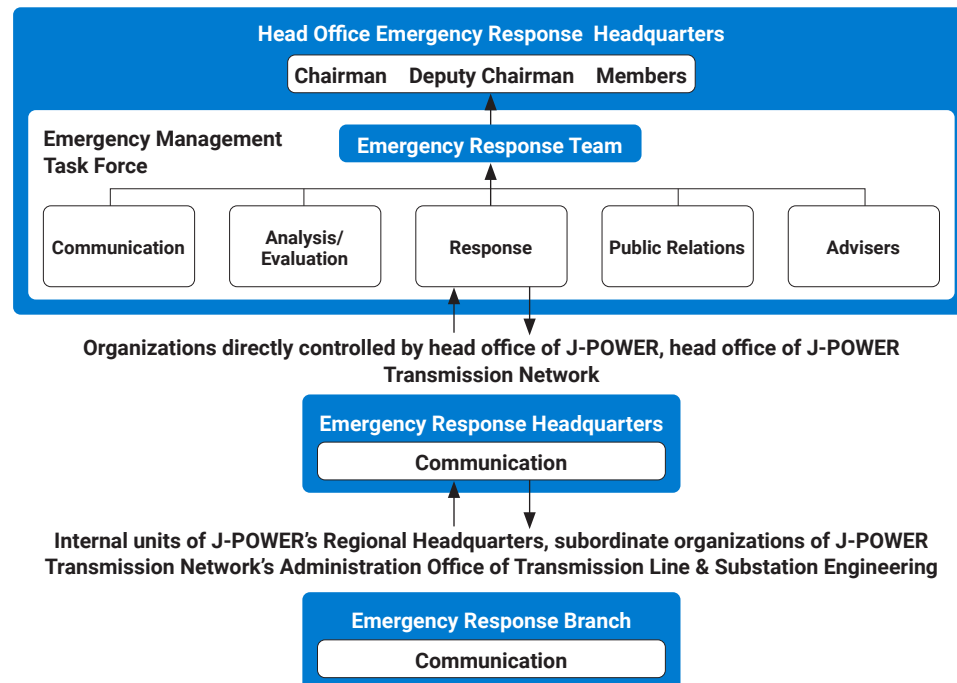 Head Office Emergency Response Headquarters
Chairman Deputy Chairman Members
Emergency Management
Task Force
Emergency Response Team
Communication
Analysis/
Evaluation
Response
Public Relations
Advisers
Organizations directly controlled by head office of J-POWER, head office of J-POWER
Transmission Network
Emergency Response Headquarters
Communication
Internal units of J-POWER’s Regional Headquarters, subordinate organizations of J-POWER
Transmission Network’s Administration Office of Transmission Line & Substation Engineering
Emergency Response Branch
Communication